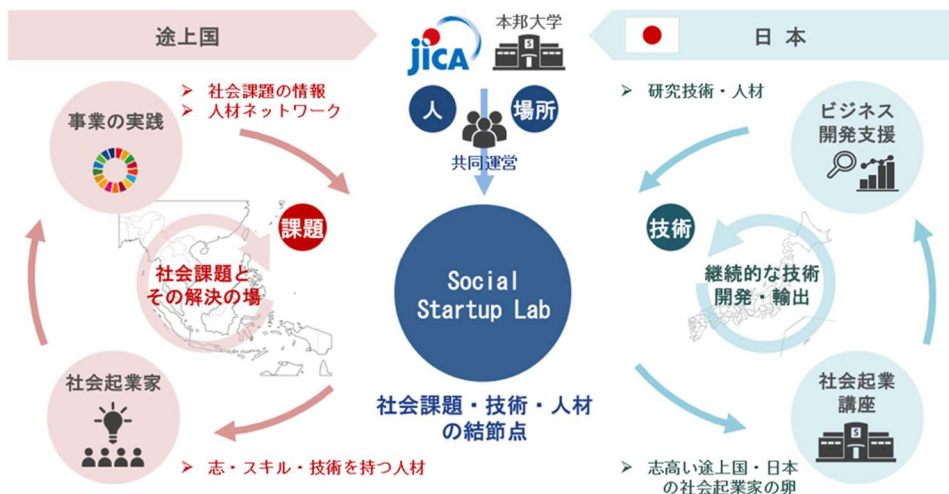 途上国
jICA
本邦大学
日 本
社会課題の情報
人材ネットワーク
事業の実践
人
場所
共同運営
研究技術・人材
ビジネス
開発支援
課題
社会課題と
その解決の場
Social
Startup Lab
技術
継続的な技術
開発・輸出
社会起業家
社会課題・技術・人材
の結節点
社会起業
講座
志・スキル・技術を持つ人材
志高い途上国・日本
の社会起業家の卵